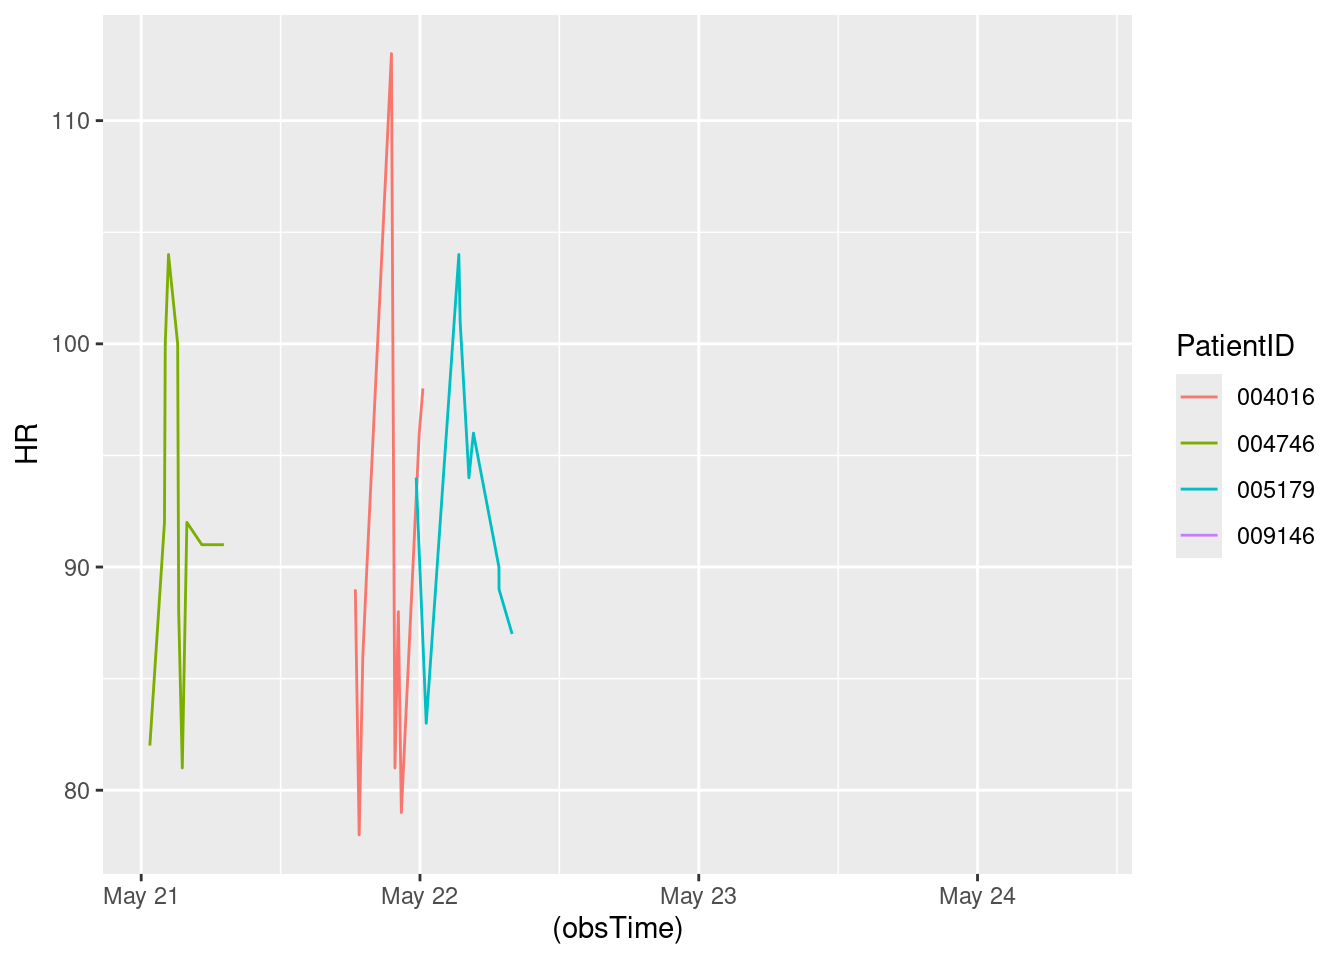 110
100
90
80
HR
May 21
May 22
May 23
May 24
(obsTime)
PatientID
004016
004746
005179
009146